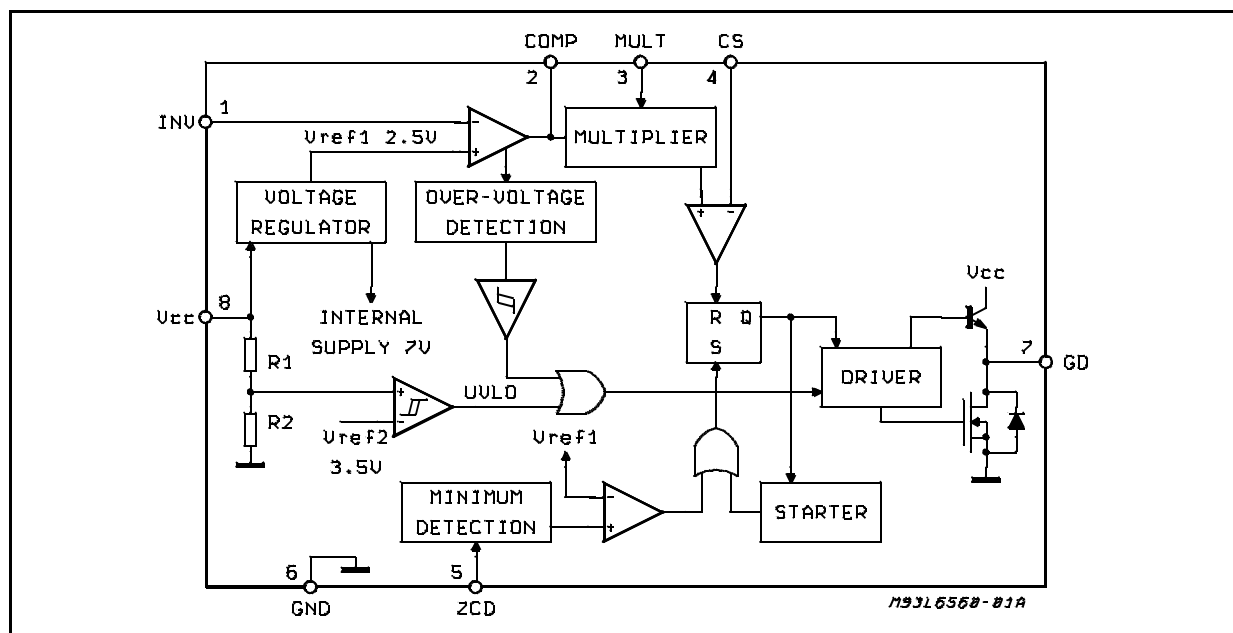 COMP MULT CS
2 3 4
INV 1
Vref1 2.5V
- +
MULTIPLIER
VOLTAGE
REGULATOR
OVER-VOLTAGE
DETECTION
+ -
Vcc
Vcc 8
INTERNAL
SUPPLY 7V
R Q
S
7 GD
R1
DRIVER
UVLO
+
-
R2
Vref2
3.5V
Vref1
MINIMUM
DETECTION
-
+
STARTER
6 5
GND ZCD
M93L6560-01A